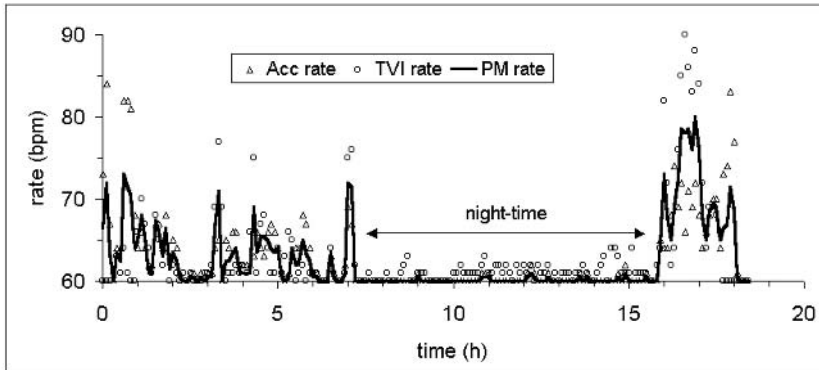 90
Acc rate TVI rate PM rate
80
rate (bpm)
70
night-time
60
0 5 10 15 20
time (h)